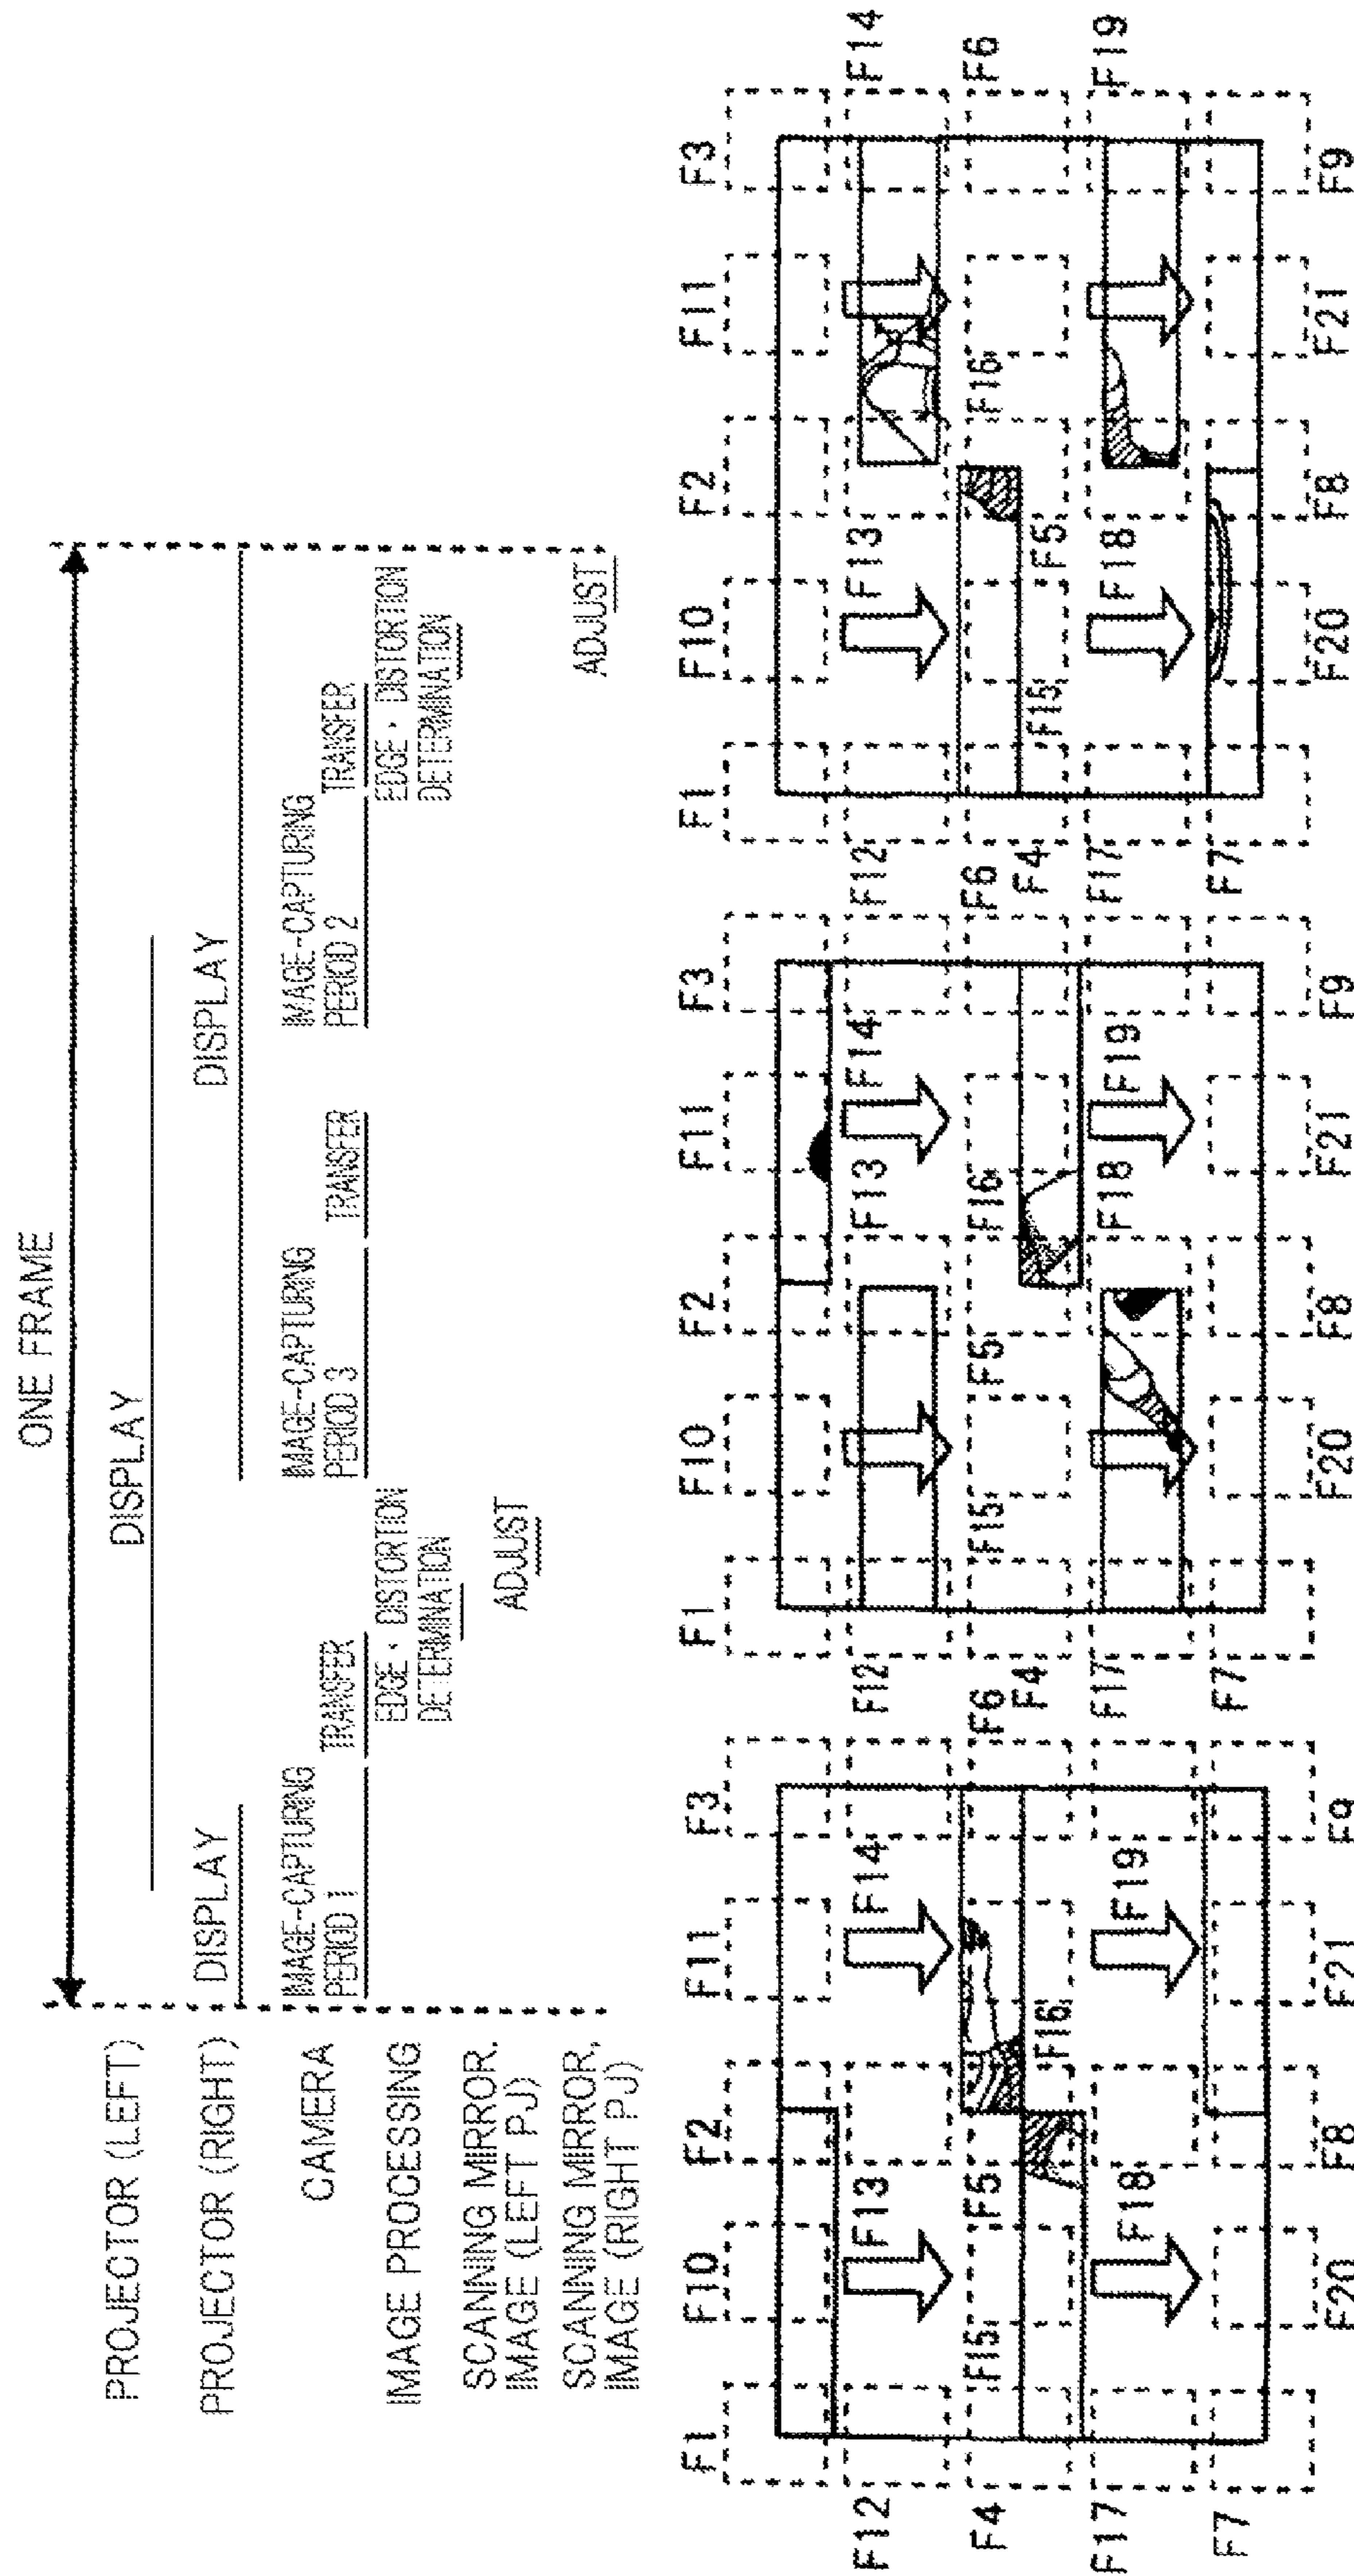 ONE FRAME
PROJECTOR (LEFT)
DISPLAY
PROJECTOR (RIGHT)
DISPLAY
DISPLAY
CAMERA
IMAGE-CAPTURING
PERIOD 1
TRANSFER
IMAGE-CAPTURING
PERIOD 3
TRANSFER
IMAGE-CAPTURING
PERIOD 2
TRANSFER
IMAGE PROCESSING
EDGE · DISTORTION
DETERMINATION
EDGE · DISTORTION
DETERMINATION
SCANNING MIRROR,
IMAGE (LEFT PJ)
ADJUST
SCANNING MIRROR,
IMAGE (RIGHT PJ)
ADJUST
F1 F10 F2 F11 F3
F12 F13 F14
F4 F15 F5 F16 F6
F17 F18 F19
F7
F20 F8 F21 F9
F1 F10 F2 F11 F3
F12 F13 F14
F4 F15 F5 F16 F6
F17 F18 F19
F7
F20 F8 F21 F9
F1 F10 F2 F11 F3
F12 F13 F14
F4 F15 F5 F16 F6
F17 F18 F19
F7
F20 F8 F21 F9